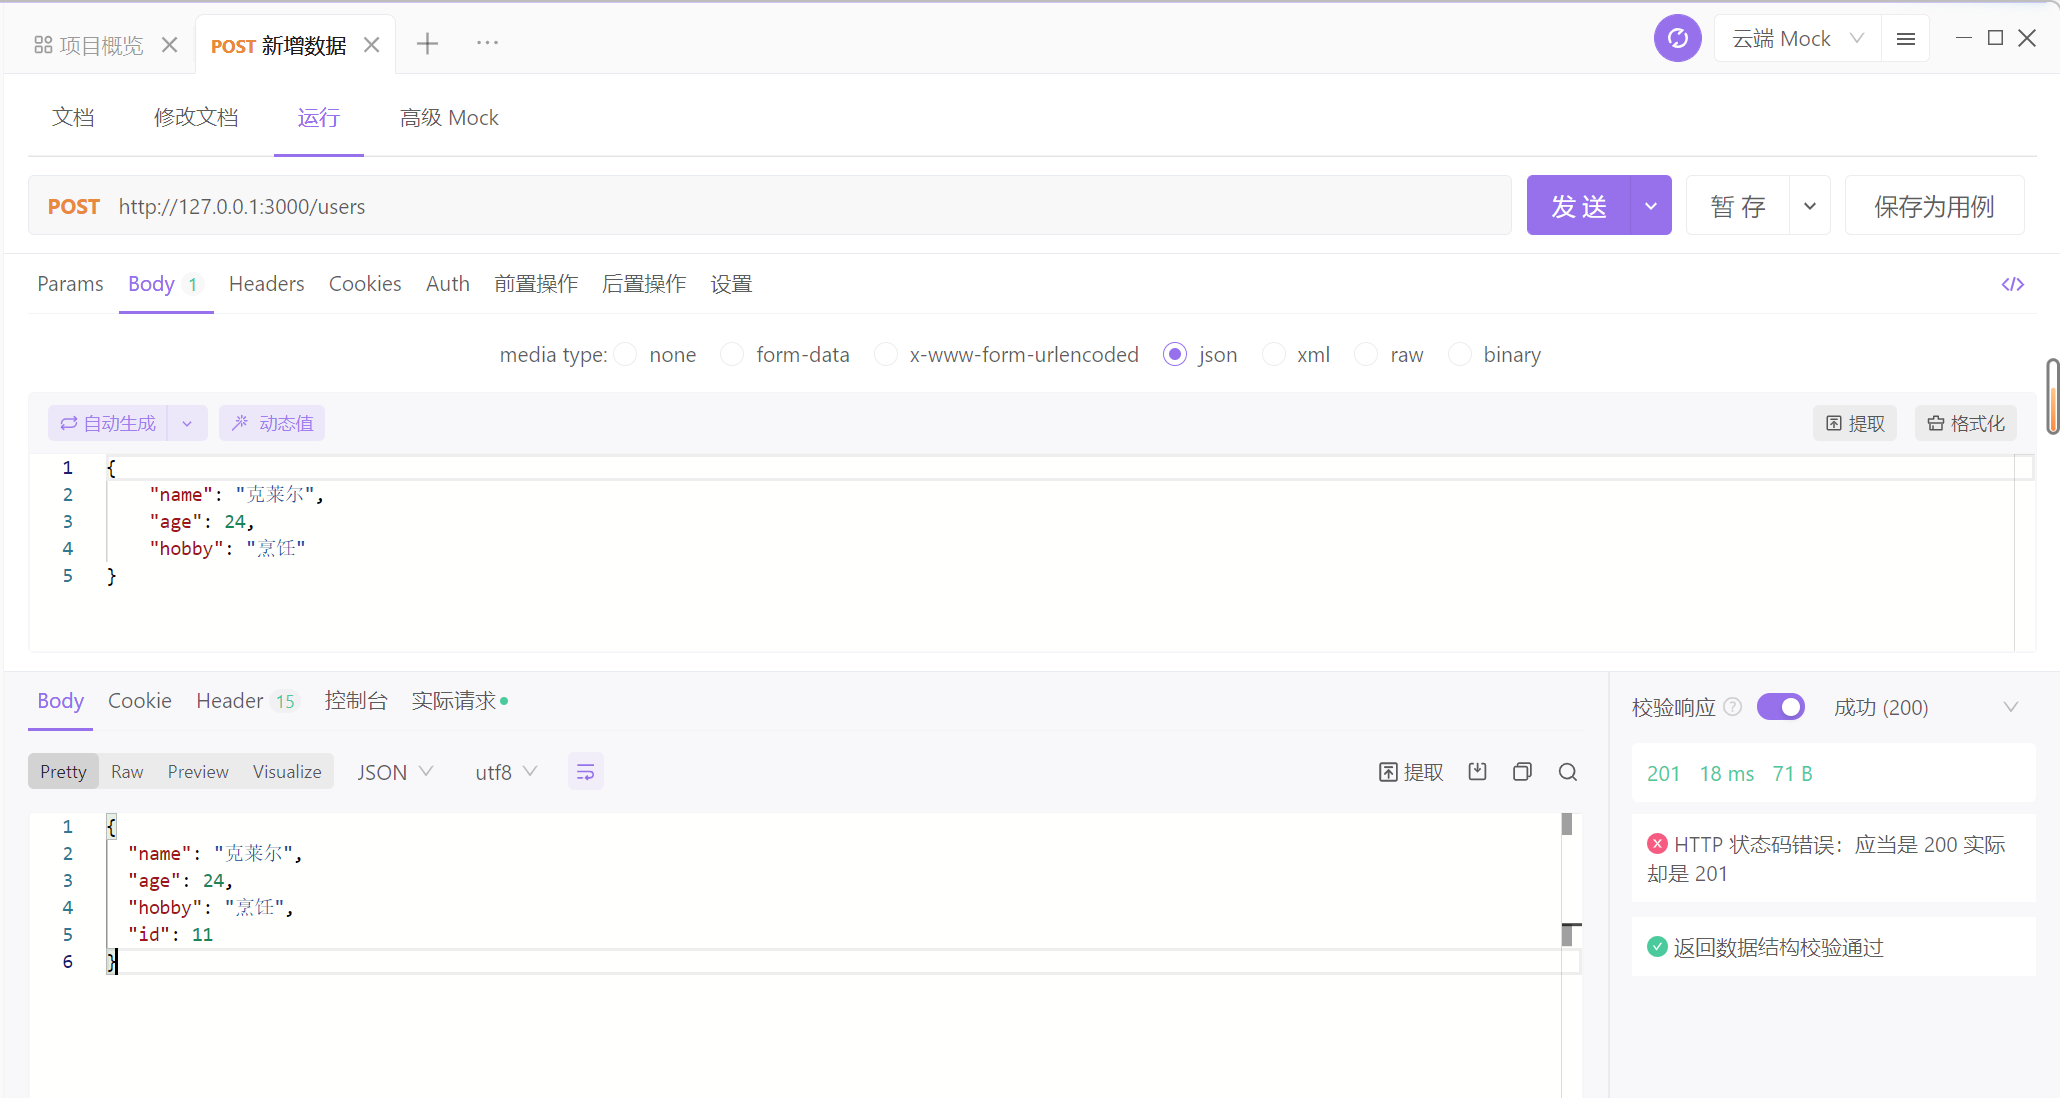 项目概览
POST 新增数据
云端 Mock
文档 修改文档 运行 高级 Mock
POST http://127.0.0.1:3000/users
发 送
暂 存
保存为用例
Params Body 1 Headers Cookies Auth 前置操作 后置操作 设置
media type: none form-data x-www-form-urlencoded json xml raw binary
自动生成 动态值 提取 格式化
1 {
2 "name": "克莱尔",
3 "age": 24,
4 "hobby": "烹饪"
5 }
Body Cookie Header 15 控制台 实际请求
Pretty Raw Preview Visualize JSON utf8 提取
1 {
2 "name": "克莱尔",
3 "age": 24,
4 "hobby": "烹饪",
5 "id": 11
6 }
校验响应 成功 (200)
201 18 ms 71 B
HTTP 状态码错误：应当是 200 实际
却是 201
返回数据结构校验通过